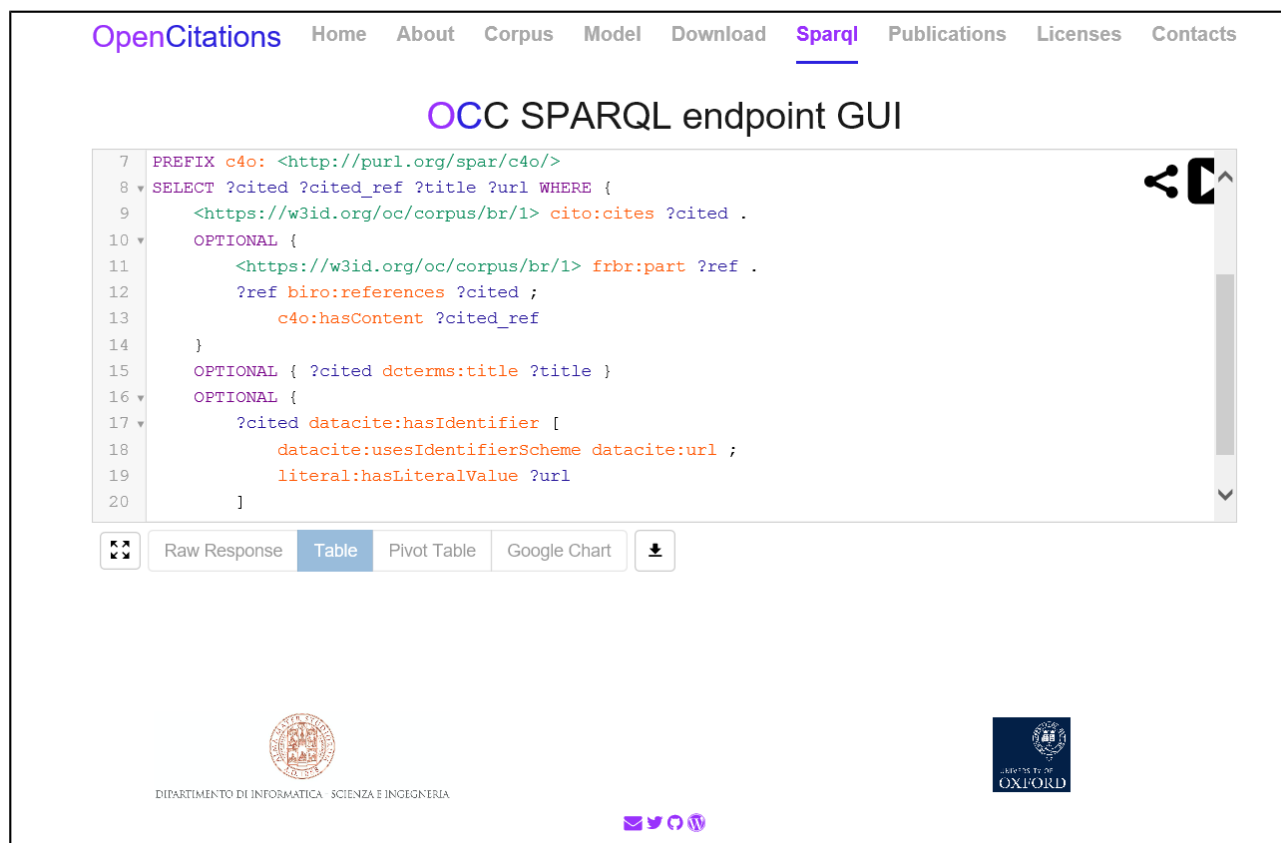 OpenCitations Home About Corpus Model Download Sparql Publications Licenses Contacts
OCC SPARQL endpoint GUI
7 PREFIX c4o: <http://purl.org/spar/c4o/>
8 SELECT ?cited ?cited_ref ?title ?url WHERE {
9 <https://w3id.org/oc/corpus/br/1> cito:cites ?cited .
10 OPTIONAL {
11 <https://w3id.org/oc/corpus/br/1> frbr:part ?ref .
12 ?ref biro:references ?cited ;
13 c4o:hasContent ?cited_ref
14 }
15 OPTIONAL { ?cited dcterms:title ?title }
16 OPTIONAL {
17 ?cited datacite:hasIdentifier [
18 datacite:usesIdentifierScheme datacite:url ;
19 literal:hasLiteralValue ?url
20 ]
Raw Response Table Pivot Table Google Chart
DIPARTIMENTO DI INFORMATICA - SCIENZA E INGEGNERIA
UNIVERSITY OF
OXFORD